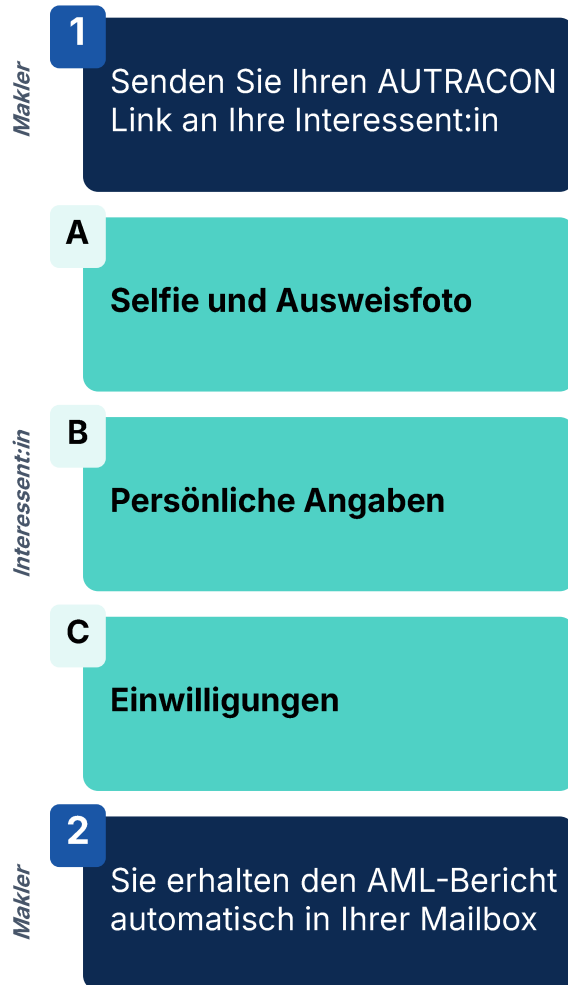 1
Makler
Senden Sie Ihren AUTRACON
Link an Ihre Interessent:in
A
Selfie und Ausweisfoto
Interessent:in
B
Persönliche Angaben
C
Einwilligungen
2
Makler
Sie erhalten den AML-Bericht
automatisch in Ihrer Mailbox